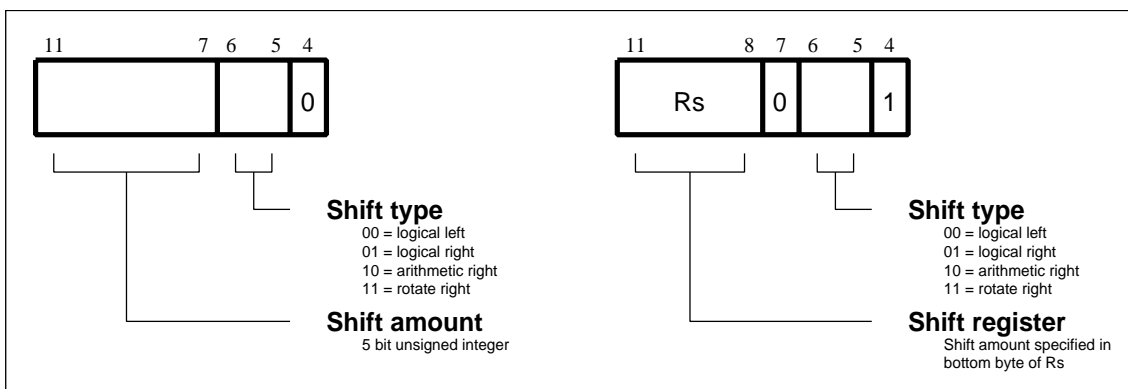 11 7 6 5 4
0
Shift type
00 = logical left
01 = logical right
10 = arithmetic right
11 = rotate right
Shift amount
5 bit unsigned integer
11 8 7 6 5 4
Rs 0 1
Shift type
00 = logical left
01 = logical right
10 = arithmetic right
11 = rotate right
Shift register
Shift amount specified in
bottom byte of Rs